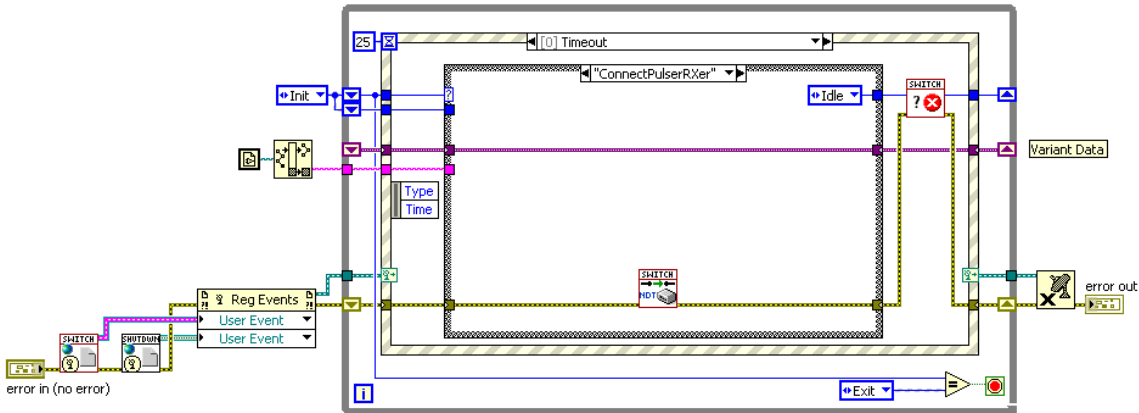 25
[0] Timeout
"ConnectPulserRXer"
Init
?
Idle
SWITCH
?
Variant Data
Type
Time
SWITCH
NDT
Reg Events
User Event
User Event
error out
SWITCH
SHUTDWN
error in (no error)
i
Exit
=